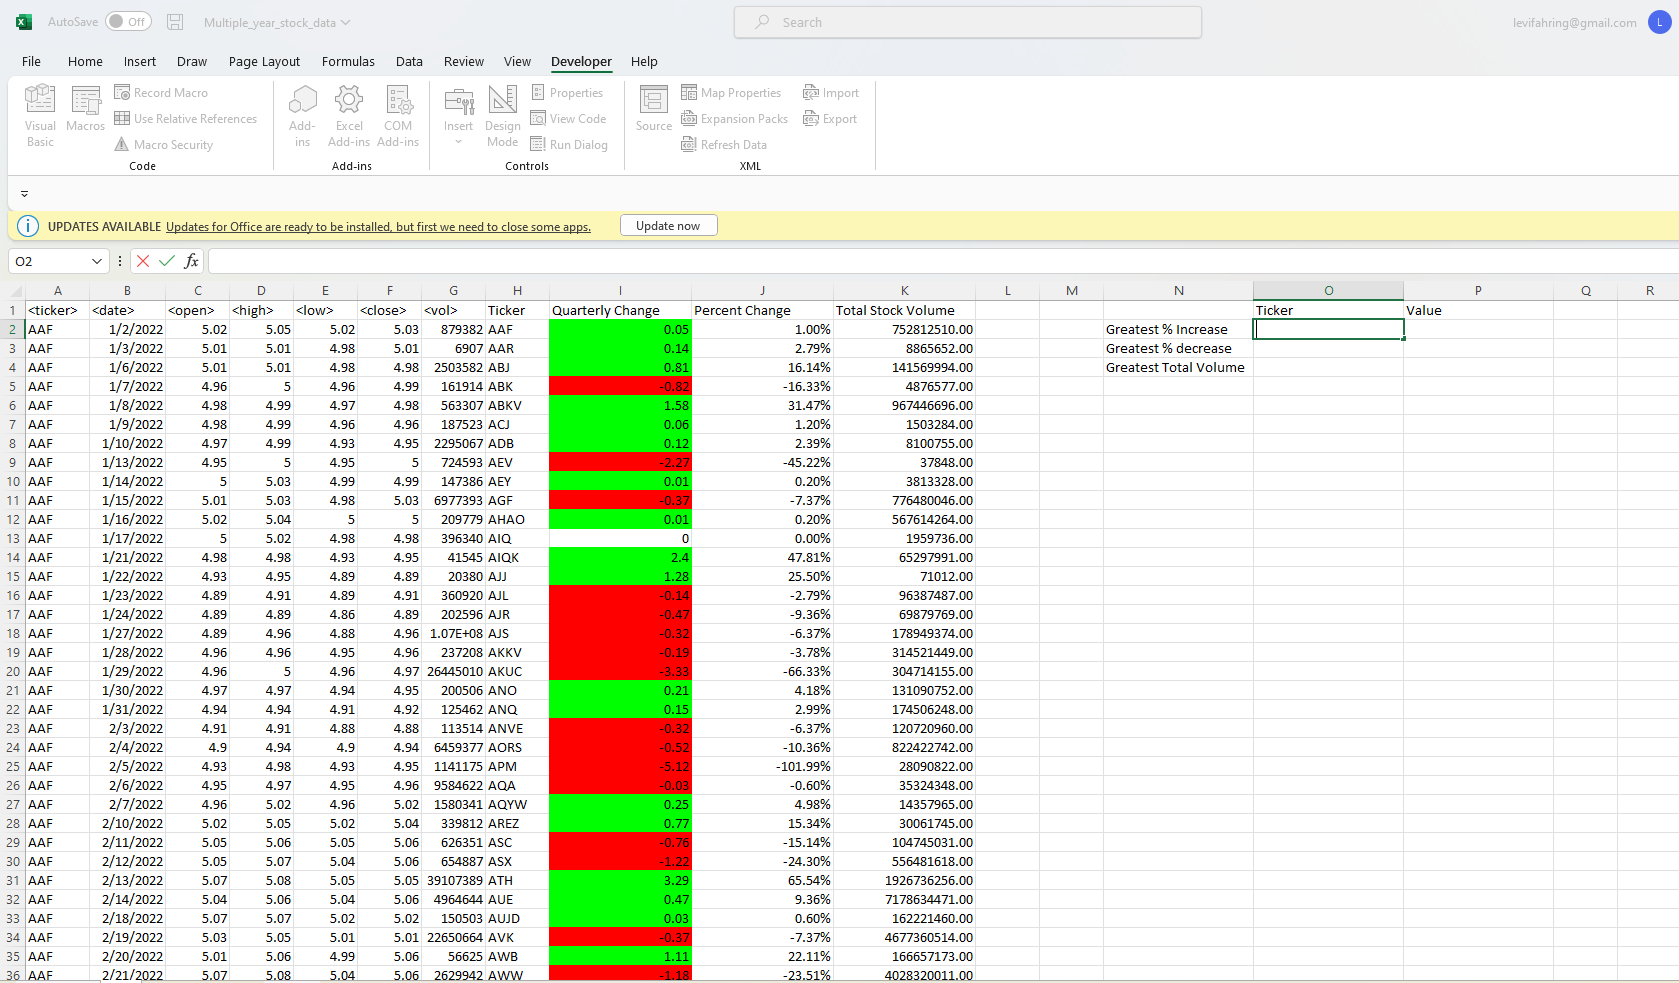 AutoSave Off Multiple_year_stock_data Search levifahring@gmail.com L
File Home Insert Draw Page Layout Formulas Data Review View Developer Help
Visual Basic
Macros
Record Macro
Use Relative References
Macro Security
Code
Add-ins
Excel Add-ins
COM Add-ins
Add-ins
Insert
Design Mode
Properties
View Code
Run Dialog
Controls
Source
Map Properties
Expansion Packs
Refresh Data
Import
Export
XML
UPDATES AVAILABLE Updates for Office are ready to be installed, but first we need to close some apps. Update now
O2 fx
A B C D E F G H I J K L M N O P Q R
1 <ticker> <date> <open> <high> <low> <close> <vol> Ticker Quarterly Change Percent Change Total Stock Volume Ticker Value
2 AAF 1/2/2022 5.02 5.05 5.02 5.03 879382 AAF 0.05 1.00% 752812510.00 Greatest % Increase
3 AAF 1/3/2022 5.01 5.01 4.98 5.01 6907 AAR 0.14 2.79% 8865652.00 Greatest % decrease
4 AAF 1/6/2022 5.01 5.01 4.98 4.98 2503582 ABJ 0.81 16.14% 141569994.00 Greatest Total Volume
5 AAF 1/7/2022 4.96 5 4.96 4.99 161914 ABK -0.82 -16.33% 4876577.00
6 AAF 1/8/2022 4.98 4.99 4.97 4.98 563307 ABKV 1.58 31.47% 967446696.00
7 AAF 1/9/2022 4.98 4.99 4.96 4.96 187523 ACJ 0.06 1.20% 1503284.00
8 AAF 1/10/2022 4.97 4.99 4.93 4.95 2295067 ADB 0.12 2.39% 8100755.00
9 AAF 1/13/2022 4.95 5 4.95 5 724593 AEV -2.27 -45.22% 37848.00
10 AAF 1/14/2022 5 5.03 4.99 4.99 147386 AEY 0.01 0.20% 3813328.00
11 AAF 1/15/2022 5.01 5.03 4.98 5.03 6977393 AGF -0.37 -7.37% 776480046.00
12 AAF 1/16/2022 5.02 5.04 5 5 209779 AHAO 0.01 0.20% 567614264.00
13 AAF 1/17/2022 5 5.02 4.98 4.98 396340 AIQ 0 0.00% 1959736.00
14 AAF 1/21/2022 4.98 4.98 4.93 4.95 41545 AIQK 2.4 47.81% 65297991.00
15 AAF 1/22/2022 4.93 4.95 4.89 4.89 20380 AJJ 1.28 25.50% 71012.00
16 AAF 1/23/2022 4.89 4.91 4.89 4.91 360920 AJL -0.14 -2.79% 96387487.00
17 AAF 1/24/2022 4.89 4.89 4.86 4.89 202596 AJR -0.47 -9.36% 69879769.00
18 AAF 1/27/2022 4.89 4.96 4.88 4.96 1.07E+08 AJS -0.32 -6.37% 178949374.00
19 AAF 1/28/2022 4.96 4.96 4.95 4.96 237208 AKKV -0.19 -3.78% 314521449.00
20 AAF 1/29/2022 4.96 5 4.96 4.97 26445010 AKUC -3.33 -66.33% 304714155.00
21 AAF 1/30/2022 4.97 4.97 4.94 4.95 200506 ANO 0.21 4.18% 131090752.00
22 AAF 1/31/2022 4.94 4.94 4.91 4.92 125462 ANQ 0.15 2.99% 174506248.00
23 AAF 2/3/2022 4.91 4.91 4.88 4.88 113514 ANVE -0.32 -6.37% 120720960.00
24 AAF 2/4/2022 4.9 4.94 4.9 4.94 6459377 AORS -0.52 -10.36% 822422742.00
25 AAF 2/5/2022 4.93 4.98 4.93 4.95 1141175 APM -5.12 -101.99% 28090822.00
26 AAF 2/6/2022 4.95 4.97 4.95 4.96 9584622 AQA -0.03 -0.60% 35324348.00
27 AAF 2/7/2022 4.96 5.02 4.96 5.02 1580341 AQYW 0.25 4.98% 14357965.00
28 AAF 2/10/2022 5.02 5.05 5.02 5.04 339812 AREZ 0.77 15.34% 30061745.00
29 AAF 2/11/2022 5.05 5.06 5.05 5.06 626351 ASC -0.76 -15.14% 104745031.00
30 AAF 2/12/2022 5.05 5.07 5.04 5.06 654887 ASX -1.22 -24.30% 556481618.00
31 AAF 2/13/2022 5.07 5.08 5.05 5.05 39107389 ATH 3.29 65.54% 1926736256.00
32 AAF 2/14/2022 5.04 5.06 5.04 5.06 4964644 AUE 0.47 9.36% 7178634471.00
33 AAF 2/18/2022 5.07 5.07 5.02 5.02 150503 AUJD 0.03 0.60% 162221460.00
34 AAF 2/19/2022 5.03 5.05 5.01 5.01 22650664 AVK -0.37 -7.37% 4677360514.00
35 AAF 2/20/2022 5.01 5.06 4.99 5.06 56625 AWB 1.11 22.11% 166657173.00
36 AAF 2/21/2022 5.07 5.08 5.04 5.06 2629942 AWW -1.18 -23.51% 4028320011.00